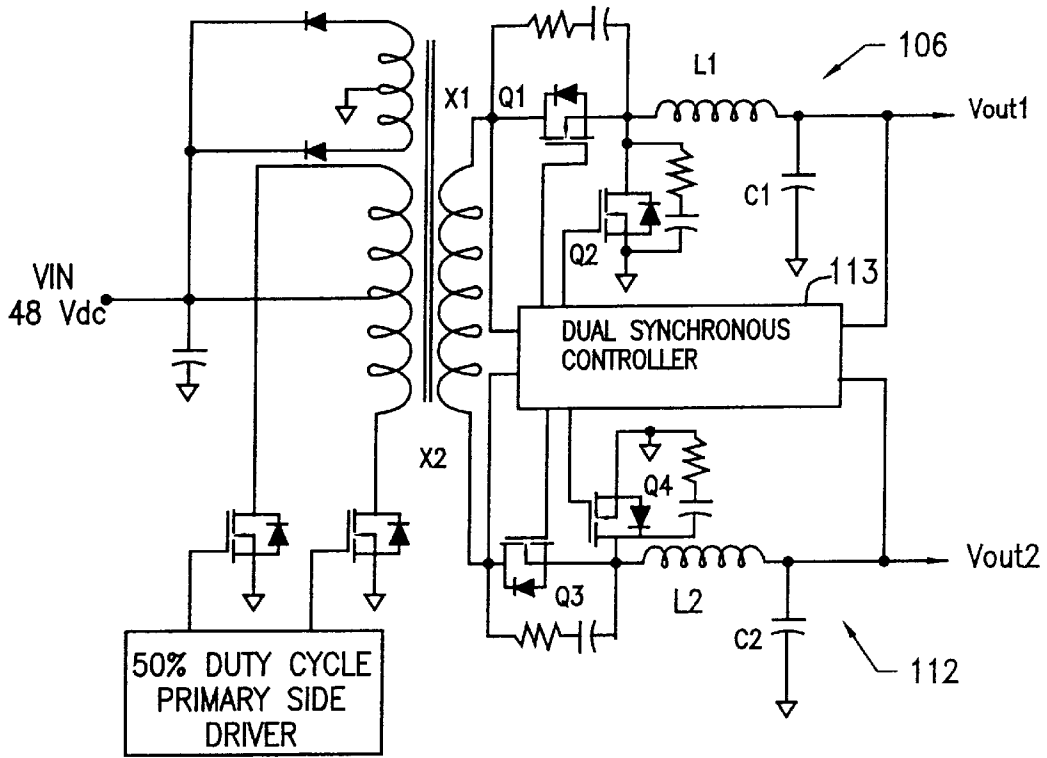 106
L1
X1
Q1
Vout1
C1
Q2
113
VIN
48 Vdc
DUAL SYNCHRONOUS
CONTROLLER
X2
Q4
Vout2
Q3
L2
C2
112
50% DUTY CYCLE
PRIMARY SIDE
DRIVER